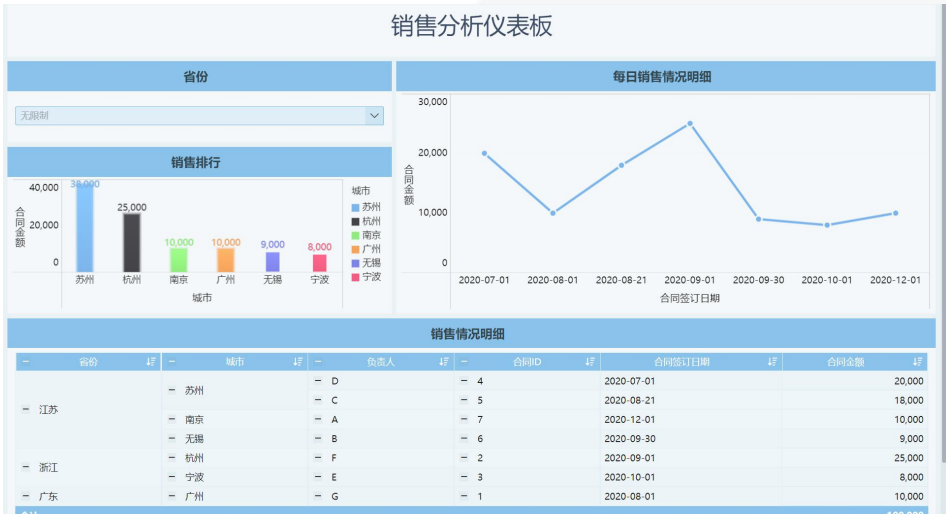 销售分析仪表板
省份
无限制
销售排行
40,000
20,000
0
合同金额
38,000
25,000
10,000
10,000
9,000
8,000
苏州 杭州 南京 广州 无锡 宁波
城市
城市
苏州
杭州
南京
广州
无锡
宁波
每日销售情况明细
30,000
20,000
10,000
0
合同金额
2020-07-01 2020-08-01 2020-08-21 2020-09-01 2020-09-30 2020-10-01 2020-12-01
合同签订日期
销售情况明细
省份 城市 负责人 合同ID 合同签订日期 合同金额
江苏 苏州 D 4 2020-07-01 20,000
C 5 2020-08-21 18,000
南京 A 7 2020-12-01 10,000
无锡 B 6 2020-09-30 9,000
浙江 杭州 F 2 2020-09-01 25,000
宁波 E 3 2020-10-01 8,000
广东 广州 G 1 2020-08-01 10,000